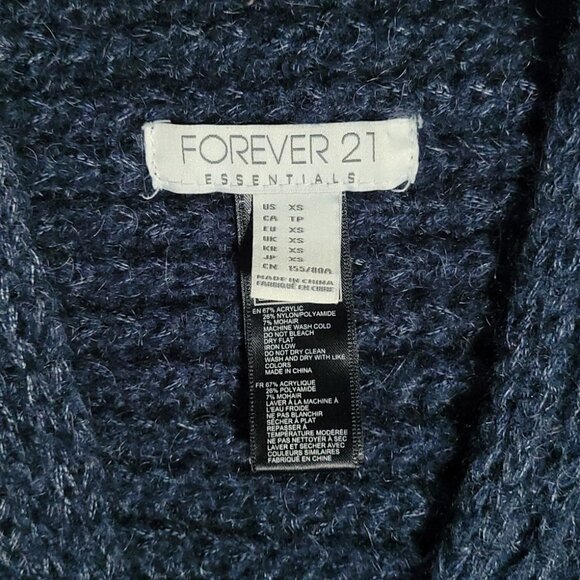 FOREVER 21
ESSENTIALS
US XS
CA TP
EU XS
UK XS
KR XS
JP XS
CN 155/80A
MADE IN CHINA
FABRIQUÉ EN CHINE
EN 67% ACRYLIC
26% NYLON/POLYAMIDE
7% MOHAIR
MACHINE WASH COLD
DO NOT BLEACH
DRY FLAT
IRON LOW
DO NOT DRY CLEAN
WASH AND DRY WITH LIKE
COLORS
MADE IN CHINA
FR 67% ACRYLIQUE
26% POLYAMIDE
7% MOHAIR
LAVER À LA MACHINE À
L'EAU FROIDE
NE PAS BLANCHIR
SÉCHER À PLAT
REPASSER À
TEMPÉRATURE MODÉRÉE
NE PAS NETTOYER À SEC
LAVER ET SÉCHER AVEC
COULEURS SIMILAIRES
FABRIQUÉ EN CHINE